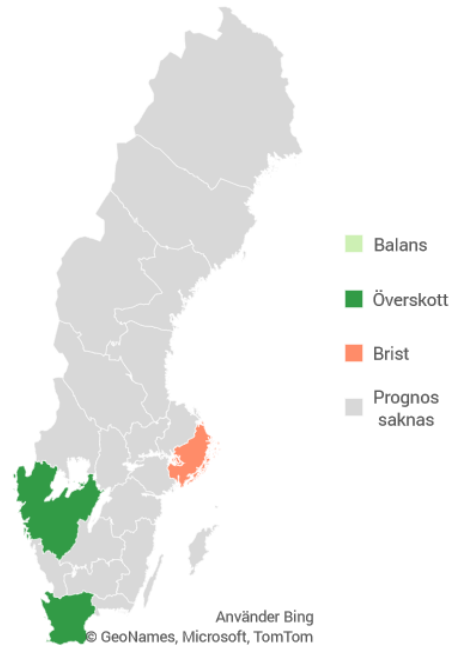 Balans
Överskott
Brist
Prognos
saknas
Använder Bing
© GeoNames, Microsoft, TomTom